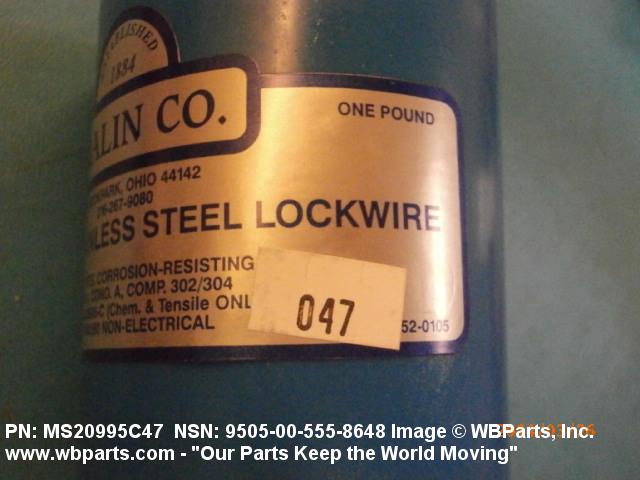 ESTABLISHED
1884
ALIN CO.
ONE POUND
PARK, OHIO 44142
267-9080
LESS STEEL LOCKWIRE
CORROSION-RESISTING
COND. A, COMP. 302/304
(Chem. & Tensile ONL
NON-ELECTRICAL
047
52-0105
PN: MS20995C47 NSN: 9505-00-555-8648 Image © WBParts, Inc.
www.wbparts.com - "Our Parts Keep the World Moving"